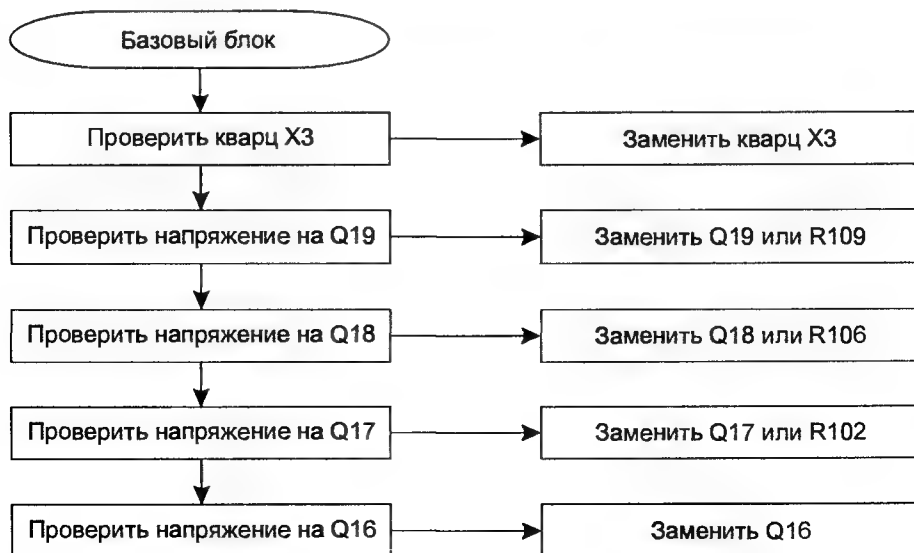 Базовый блок
Проверить кварц X3
Заменить кварц X3
Проверить напряжение на Q19
Заменить Q19 или R109
Проверить напряжение на Q18
Заменить Q18 или R106
Проверить напряжение на Q17
Заменить Q17 или R102
Проверить напряжение на Q16
Заменить Q16